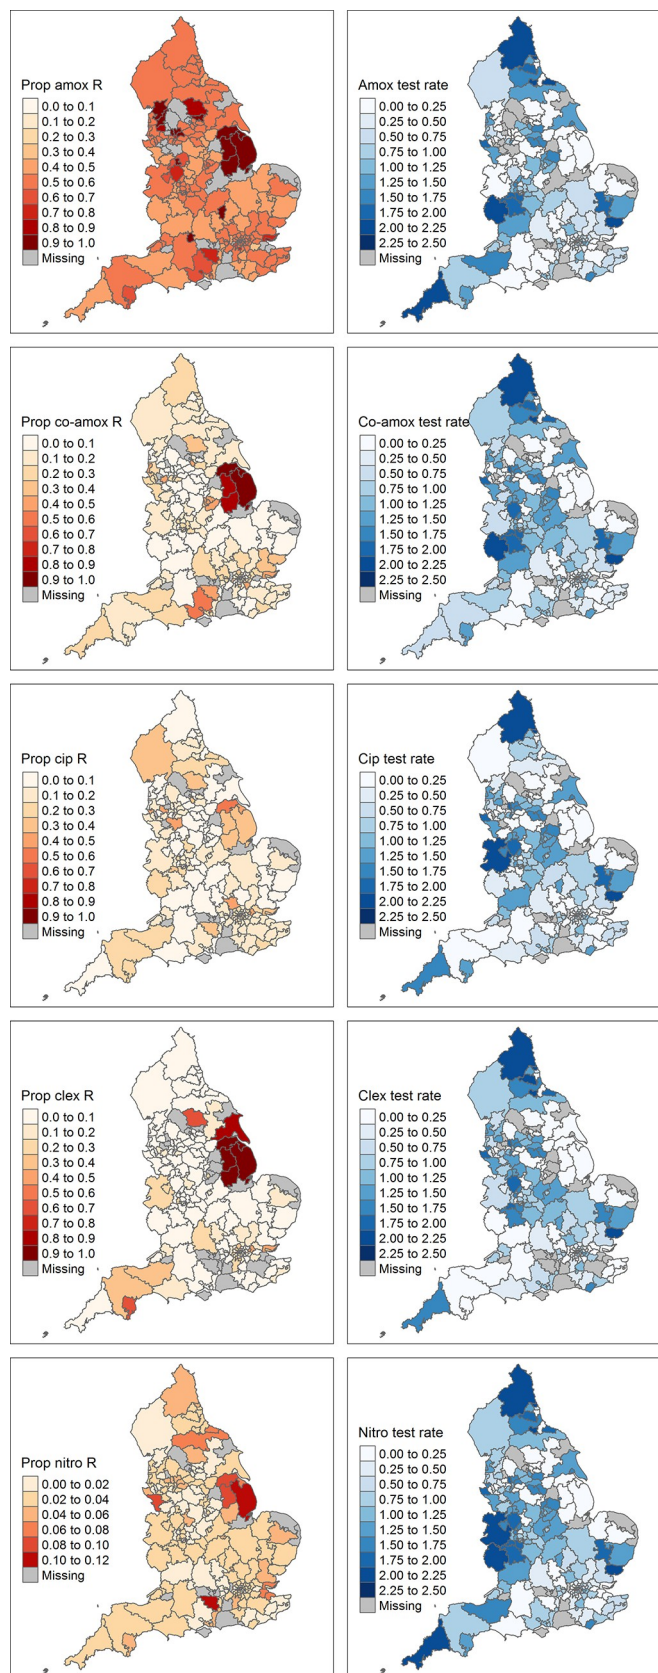 Prop amox R
0.0 to 0.1
0.1 to 0.2
0.2 to 0.3
0.3 to 0.4
0.4 to 0.5
0.5 to 0.6
0.6 to 0.7
0.7 to 0.8
0.8 to 0.9
0.9 to 1.0
Missing
Amox test rate
0.00 to 0.25
0.25 to 0.50
0.50 to 0.75
0.75 to 1.00
1.00 to 1.25
1.25 to 1.50
1.50 to 1.75
1.75 to 2.00
2.00 to 2.25
2.25 to 2.50
Missing
Prop co-amox R
0.0 to 0.1
0.1 to 0.2
0.2 to 0.3
0.3 to 0.4
0.4 to 0.5
0.5 to 0.6
0.6 to 0.7
0.7 to 0.8
0.8 to 0.9
0.9 to 1.0
Missing
Co-amox test rate
0.00 to 0.25
0.25 to 0.50
0.50 to 0.75
0.75 to 1.00
1.00 to 1.25
1.25 to 1.50
1.50 to 1.75
1.75 to 2.00
2.00 to 2.25
2.25 to 2.50
Missing
Prop cip R
0.0 to 0.1
0.1 to 0.2
0.2 to 0.3
0.3 to 0.4
0.4 to 0.5
0.5 to 0.6
0.6 to 0.7
0.7 to 0.8
0.8 to 0.9
0.9 to 1.0
Missing
Cip test rate
0.00 to 0.25
0.25 to 0.50
0.50 to 0.75
0.75 to 1.00
1.00 to 1.25
1.25 to 1.50
1.50 to 1.75
1.75 to 2.00
2.00 to 2.25
2.25 to 2.50
Missing
Prop clex R
0.0 to 0.1
0.1 to 0.2
0.2 to 0.3
0.3 to 0.4
0.4 to 0.5
0.5 to 0.6
0.6 to 0.7
0.7 to 0.8
0.8 to 0.9
0.9 to 1.0
Missing
Clex test rate
0.00 to 0.25
0.25 to 0.50
0.50 to 0.75
0.75 to 1.00
1.00 to 1.25
1.25 to 1.50
1.50 to 1.75
1.75 to 2.00
2.00 to 2.25
2.25 to 2.50
Missing
Prop nitro R
0.00 to 0.02
0.02 to 0.04
0.04 to 0.06
0.06 to 0.08
0.08 to 0.10
0.10 to 0.12
Missing
Nitro test rate
0.00 to 0.25
0.25 to 0.50
0.50 to 0.75
0.75 to 1.00
1.00 to 1.25
1.25 to 1.50
1.50 to 1.75
1.75 to 2.00
2.00 to 2.25
2.25 to 2.50
Missing